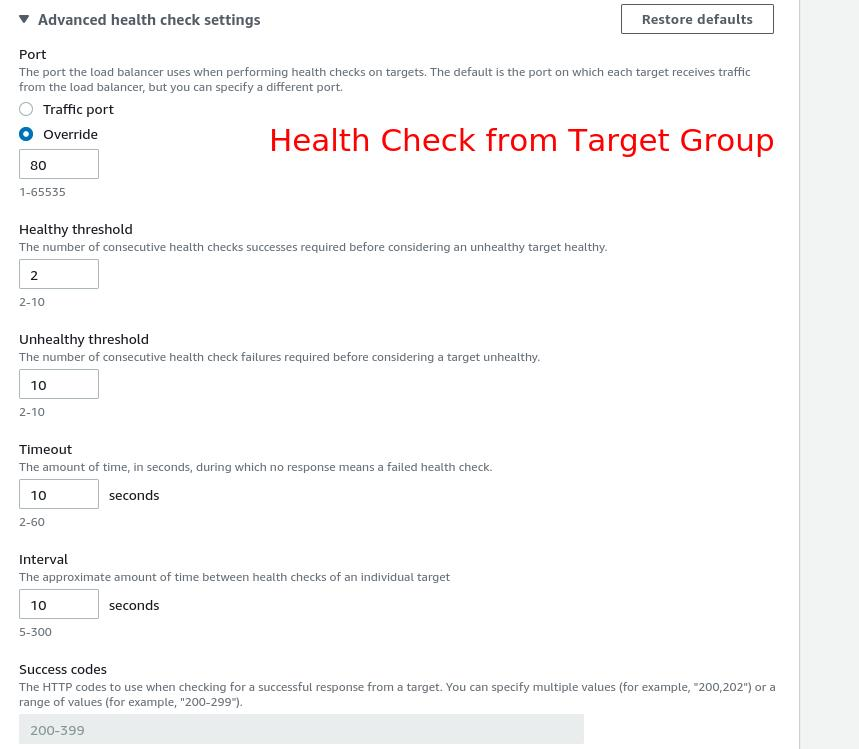 Advanced health check settings
Restore defaults
Port
The port the load balancer uses when performing health checks on targets. The default is the port on which each target receives traffic
from the load balancer, but you can specify a different port.
Traffic port
Override
Health Check from Target Group
80
1-65535
Healthy threshold
The number of consecutive health checks successes required before considering an unhealthy target healthy.
2
2-10
Unhealthy threshold
The number of consecutive health check failures required before considering a target unhealthy.
10
2-10
Timeout
The amount of time, in seconds, during which no response means a failed health check.
10 seconds
2-60
Interval
The approximate amount of time between health checks of an individual target
10 seconds
5-300
Success codes
The HTTP codes to use when checking for a successful response from a target. You can specify multiple values (for example, "200,202") or a
range of values (for example, "200-299").
200-399